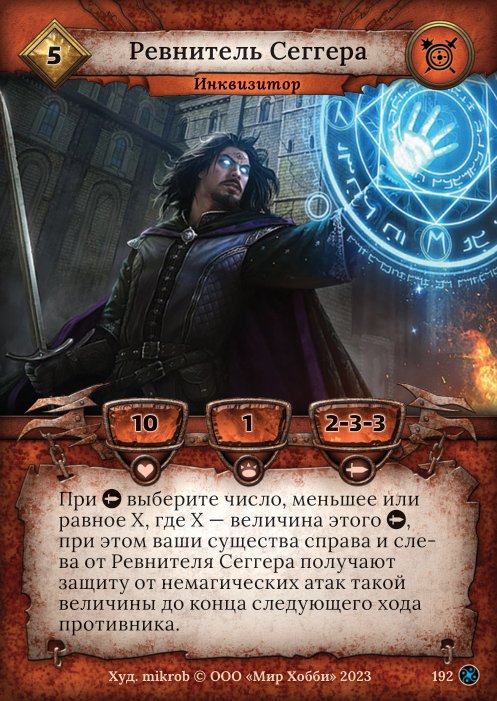 5
Ревнитель Сеггера
Инквизитор
10
1
2-3-3
При выберите число, меньшее или
равное X, где X — величина этого ,
при этом ваши существа справа и сле-
ва от Ревнителя Сеггера получают
защиту от немагических атак такой
величины до конца следующего хода
противника.
Худ. mikrob © ООО «Мир Хобби» 2023
192